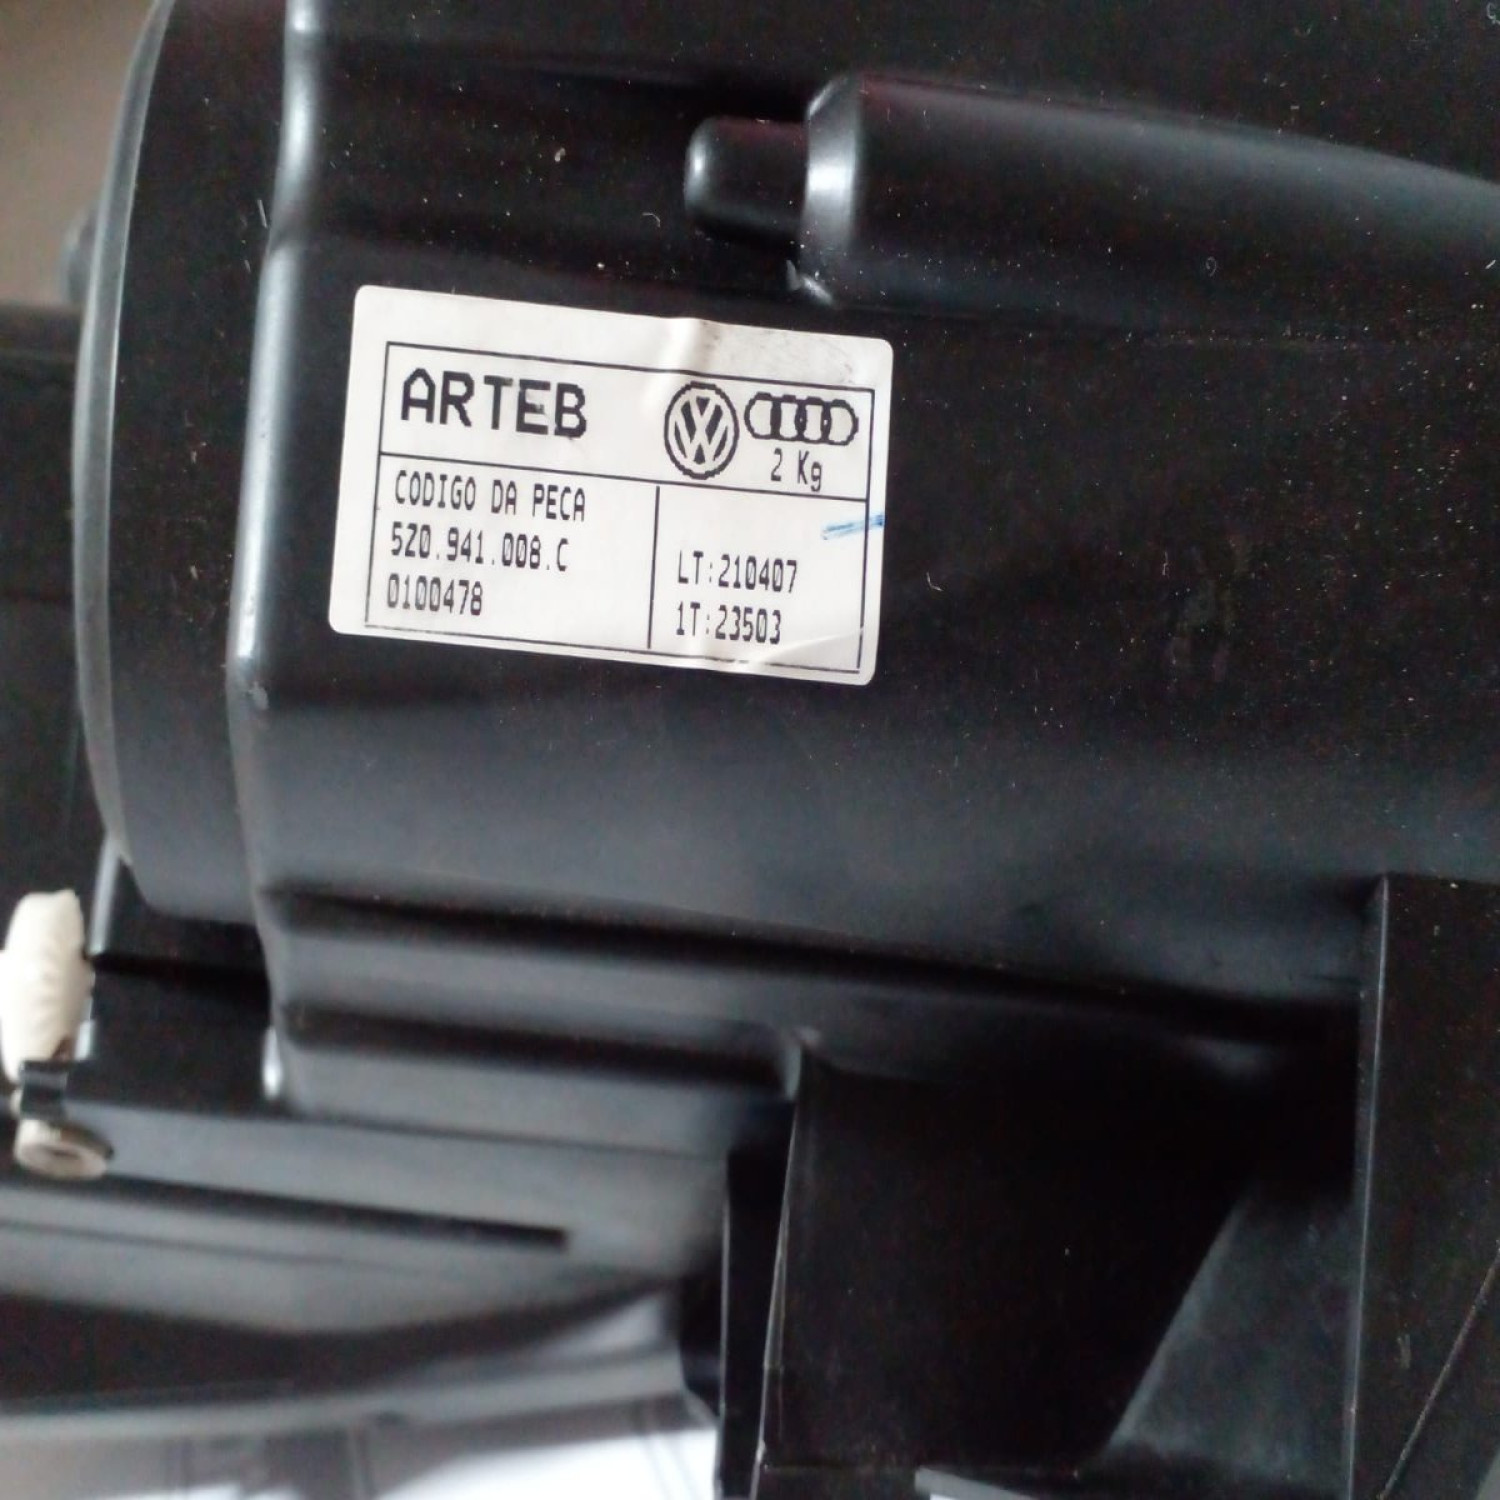 ARTEB
2 Kg
CODIGO DA PECA
5Z0.941.008.C
0100478
LT:210407
1T:23503